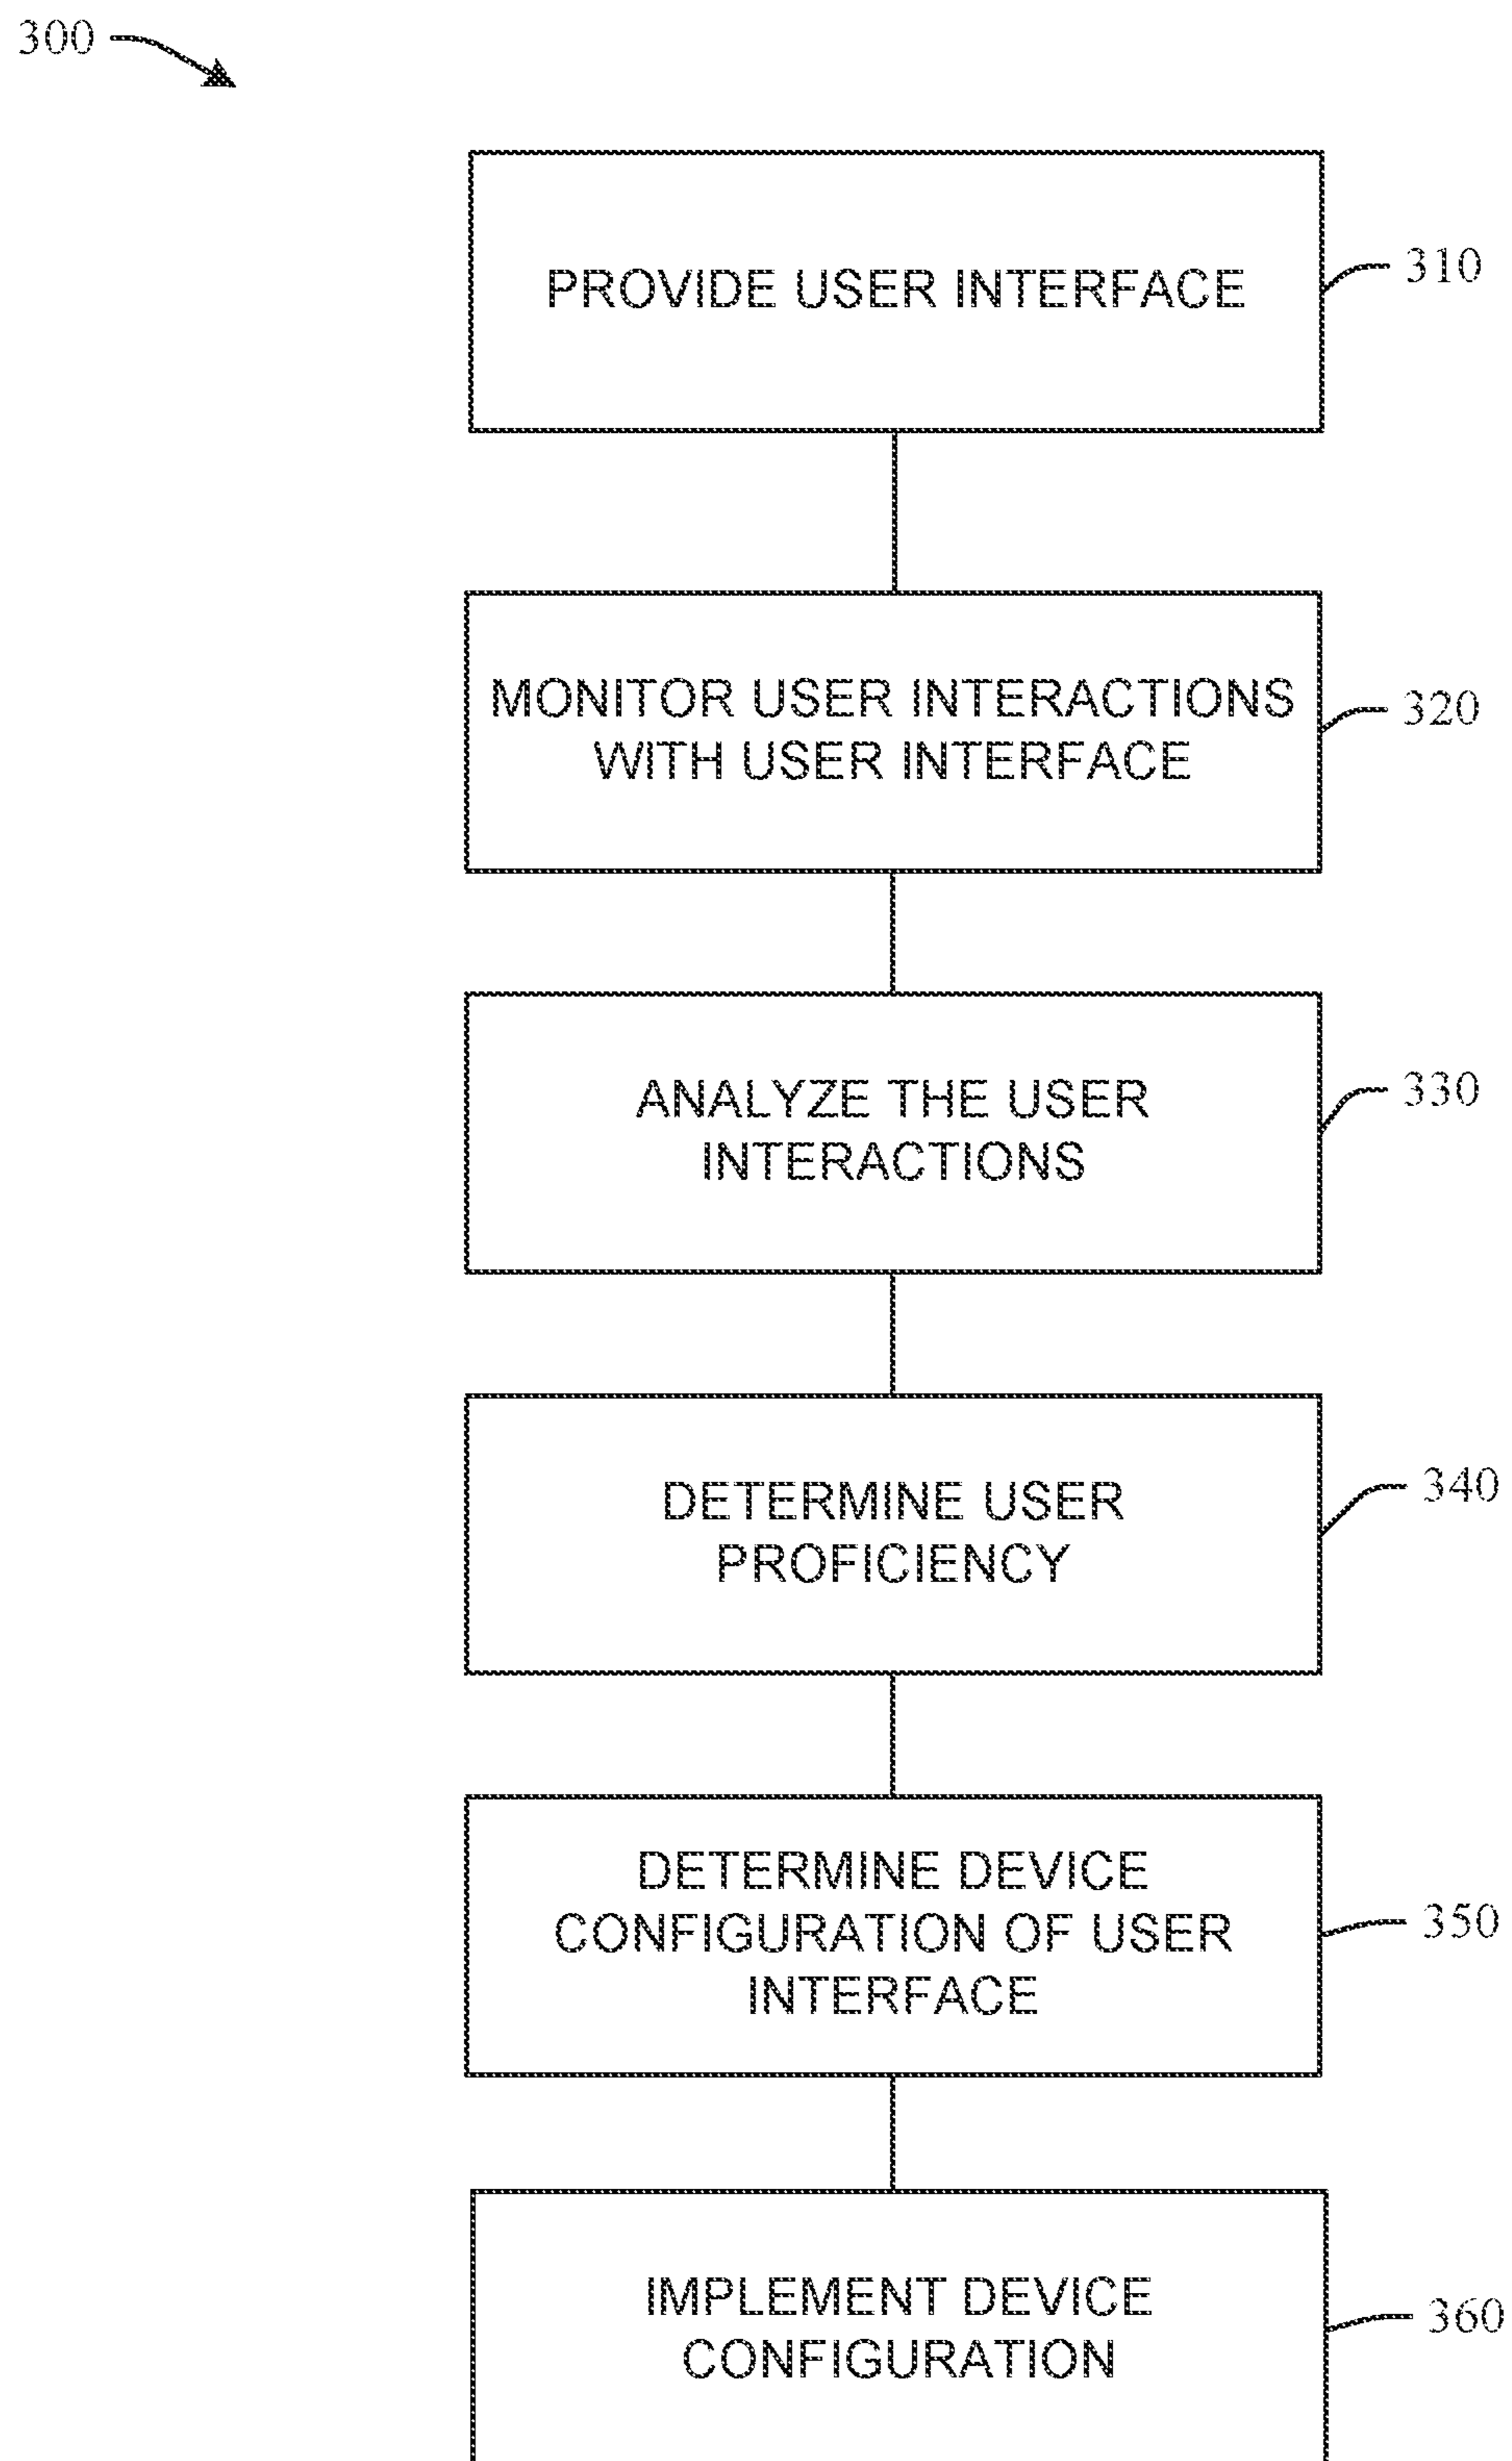 300
PROVIDE USER INTERFACE
310
MONITOR USER INTERACTIONS
WITH USER INTERFACE
320
ANALYZE THE USER
INTERACTIONS
330
DETERMINE USER
PROFICIENCY
340
DETERMINE DEVICE
CONFIGURATION OF USER
INTERFACE
350
IMPLEMENT DEVICE
CONFIGURATION
360